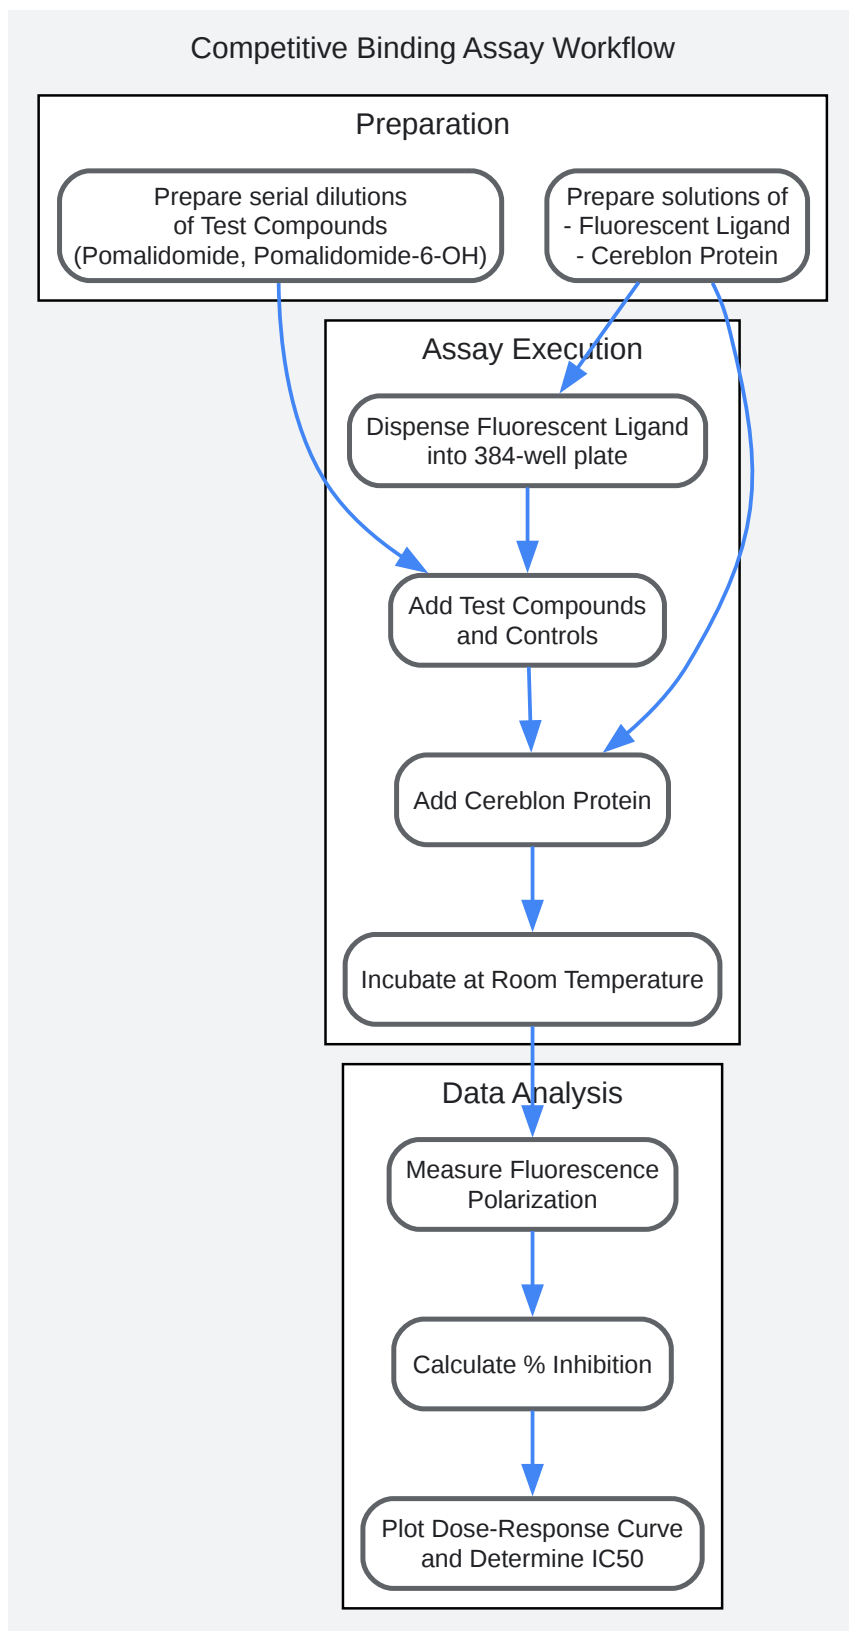 Competitive Binding Assay Workflow
Preparation
Prepare serial dilutions
of Test Compounds
(Pomalidomide, Pomalidomide-6-OH)
Prepare solutions of
- Fluorescent Ligand
- Cereblon Protein
Assay Execution
Dispense Fluorescent Ligand
into 384-well plate
Add Test Compounds
and Controls
Add Cereblon Protein
Incubate at Room Temperature
Data Analysis
Measure Fluorescence
Polarization
Calculate % Inhibition
Plot Dose-Response Curve
and Determine IC50